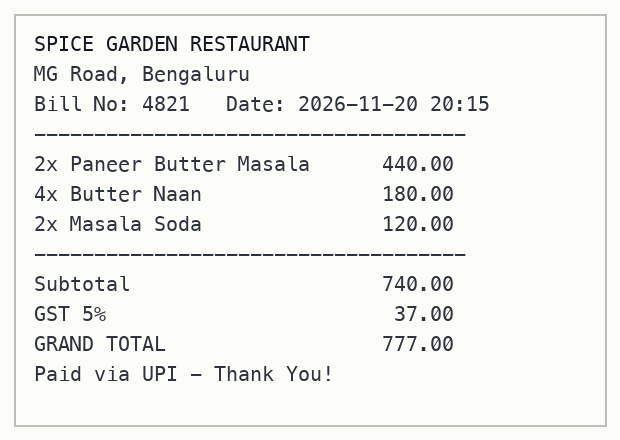 SPICE GARDEN RESTAURANT
MG Road, Bengaluru
Bill No: 4821   Date: 2026-11-20 20:15
------------------------------------
2x Paneer Butter Masala      440.00
4x Butter Naan               180.00
2x Masala Soda               120.00
------------------------------------
Subtotal                     740.00
GST 5%                        37.00
GRAND TOTAL                  777.00
Paid via UPI - Thank You!